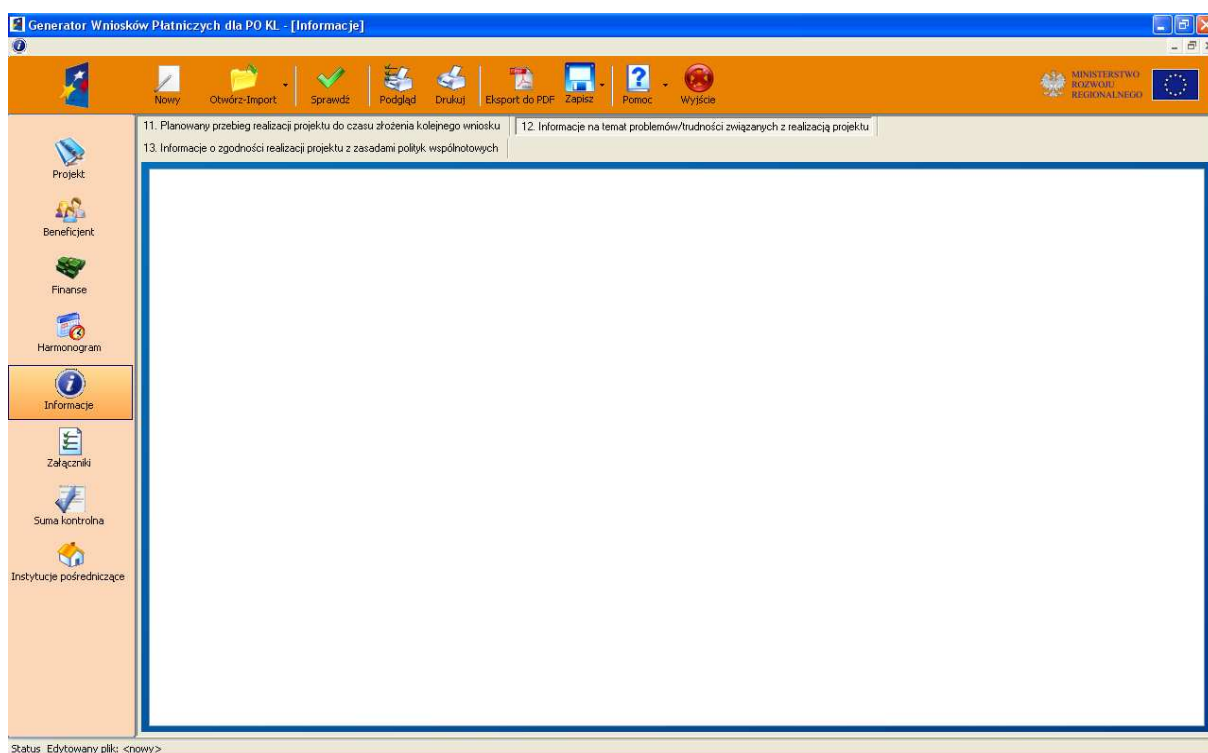 Generator Wniosków Płatniczych dla PO KL - [Informacje]
Nowy Otwórz-Import Sprawdź Podgląd Drukuj Eksport do PDF Zapisz Pomoc Wyjście
MINISTERSTWO
ROZWOJU
REGIONALNEGO
11. Planowany przebieg realizacji projektu do czasu złożenia kolejnego wniosku 12. Informacje na temat problemów/trudności związanych z realizacją projektu
13. Informacje o zgodności realizacji projektu z zasadami polityk wspólnotowych
Projekt
Beneficjent
Finanse
Harmonogram
Informacje
Załączniki
Suma kontrolna
Instytucje pośredniczące
Status Edytowany plik: <nowy>